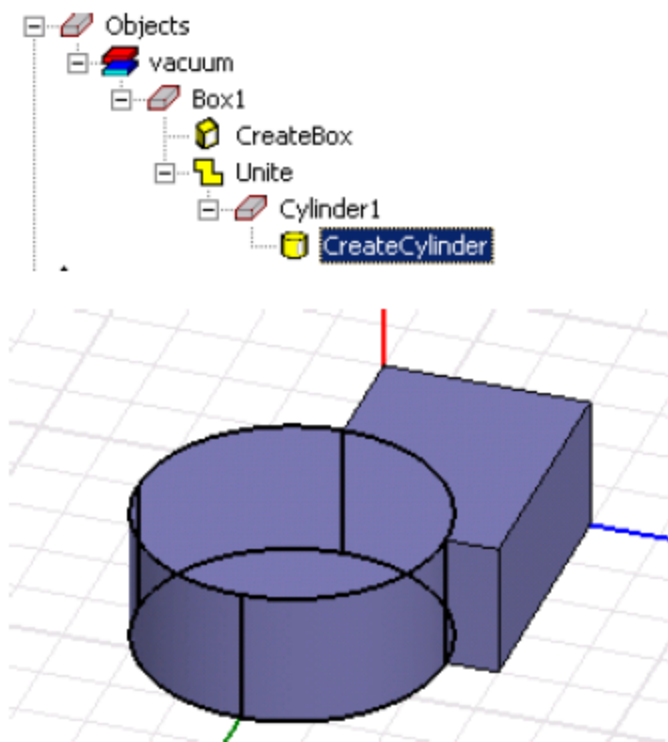 Objects
vacuum
Box1
CreateBox
Unite
Cylinder1
CreateCylinder